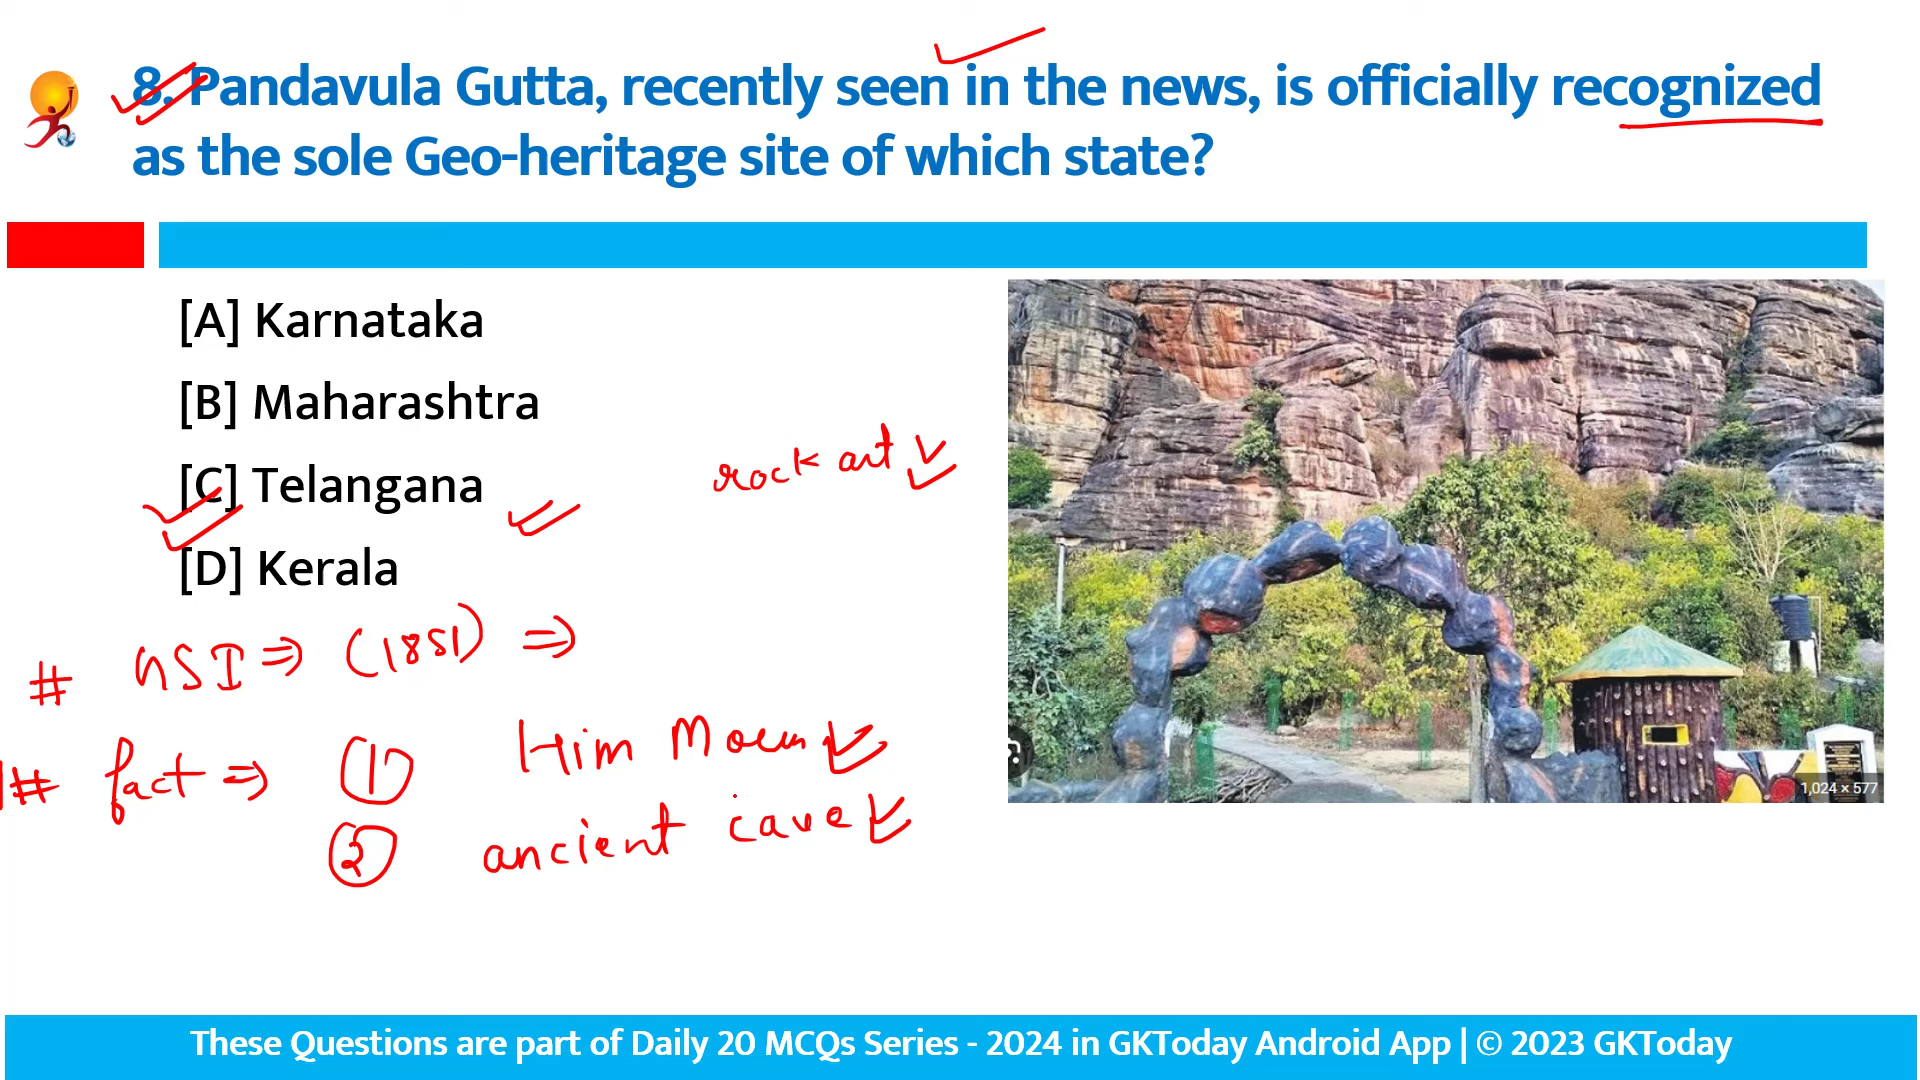 8. Pandavula Gutta, recently seen in the news, is officially recognized
as the sole Geo-heritage site of which state?
[A] Karnataka
[B] Maharashtra
[C] Telangana
[D] Kerala
rock art
# GSI ⇒ (1851) ⇒
# fact ⇒ ① Him
② ancient cave
1,024 × 577
These Questions are part of Daily 20 MCQs Series - 2024 in GKToday Android App | © 2023 GKToday